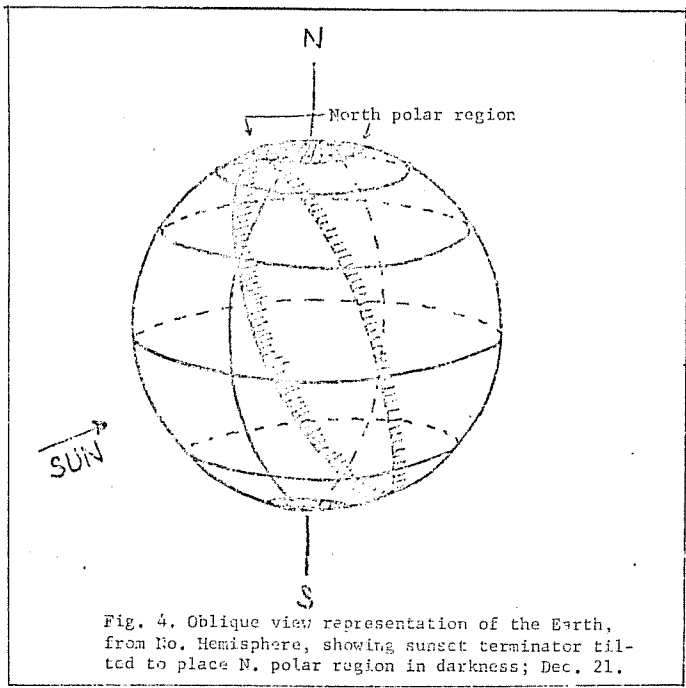 N
North polar region
SUN
S
Fig. 4. Oblique view representation of the Earth,
from No. Hemisphere, showing sunset terminator til-
ted to place N. polar region in darkness; Dec. 21.